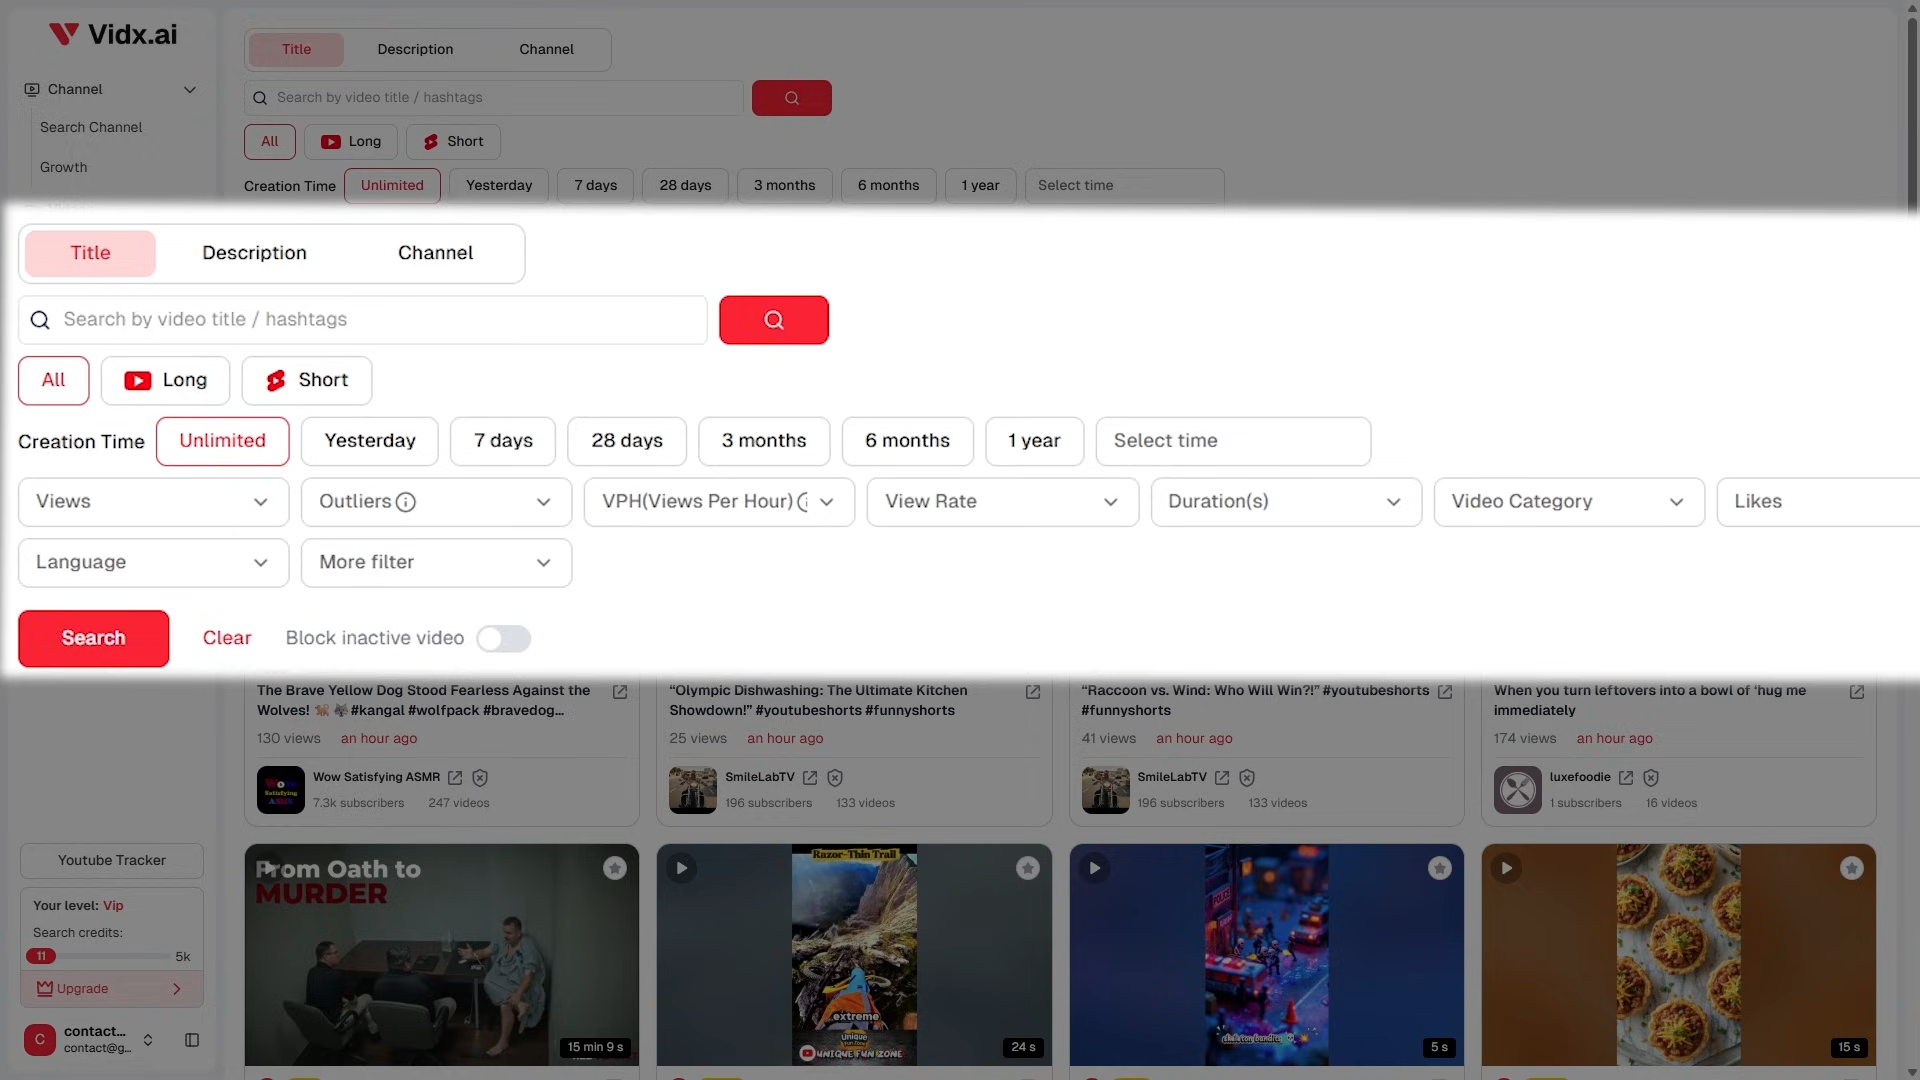 Vidx.ai
Channel
Search Channel
Growth
Title Description Channel
Search by video title / hashtags
All Long Short
Creation Time Unlimited Yesterday 7 days 28 days 3 months 6 months 1 year Select time
Title Description Channel
Search by video title / hashtags
All Long Short
Creation Time Unlimited Yesterday 7 days 28 days 3 months 6 months 1 year Select time
Views Outliers VPH(Views Per Hour) View Rate Duration(s) Video Category Likes
Language More filter
Search Clear Block inactive video
The Brave Yellow Dog Stood Fearless Against the
Wolves! #kangal #wolfpack #bravedog...
130 views an hour ago
Wow Satisfying ASMR
7.3k subscribers 247 videos
“Olympic Dishwashing: The Ultimate Kitchen
Showdown!” #youtubeshorts #funnyshorts
25 views an hour ago
SmileLabTV
196 subscribers 133 videos
“Raccoon vs. Wind: Who Will Win?!” #youtubeshorts
#funnyshorts
41 views an hour ago
SmileLabTV
196 subscribers 133 videos
When you turn leftovers into a bowl of ‘hug me
immediately
174 views an hour ago
luxefoodie
1 subscribers 16 videos
Youtube Tracker
Your level: Vip
Search credits:
11 5k
Upgrade
C
contact...
contact@g...
From Oath to
MURDER
15 min 9 s
Razor-Thin Trail
extreme
Unique
UNIQUE FUN ZONE
24 s
POLICE
5 s
15 s